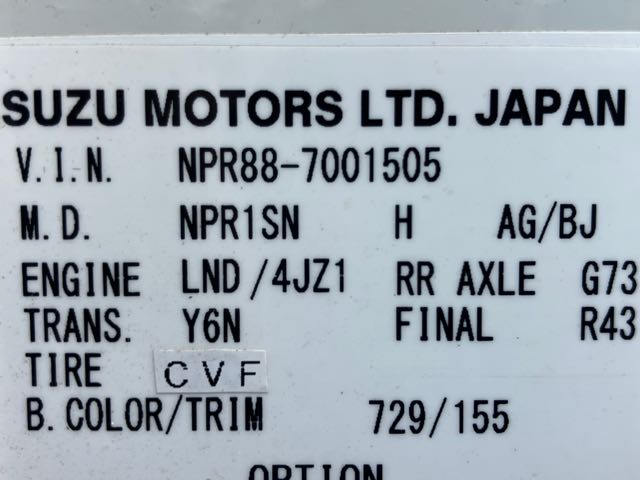 SUZU MOTORS LTD. JAPAN
V.I.N. NPR88-7001505
M.D. NPR1SN H AG/BJ
ENGINE LND/4JZ1 RR AXLE G73
TRANS. Y6N FINAL R43
TIRE CVF
B.COLOR/TRIM 729/155
OPTION